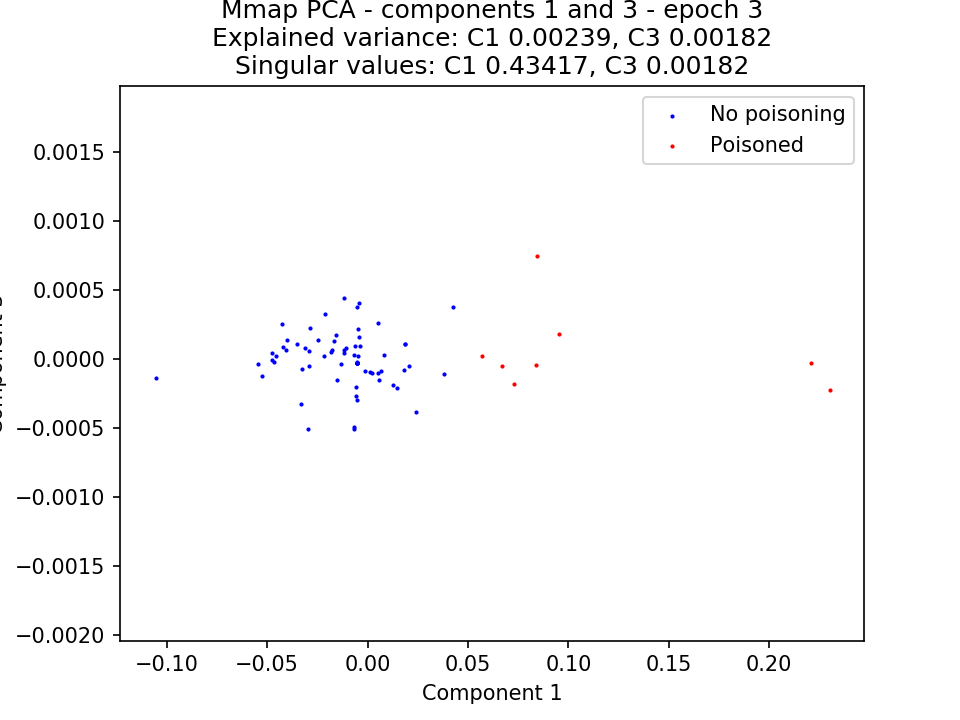 Mmap PCA - components 1 and 3 - epoch 3
Explained variance: C1 0.00239, C3 0.00182
Singular values: C1 0.43417, C3 0.00182
No poisoning
Poisoned
0.0015
0.0010
0.0005
0.0000
−0.0005
−0.0010
−0.0015
−0.0020
−0.10
−0.05
0.00
0.05
0.10
0.15
0.20
Component 1